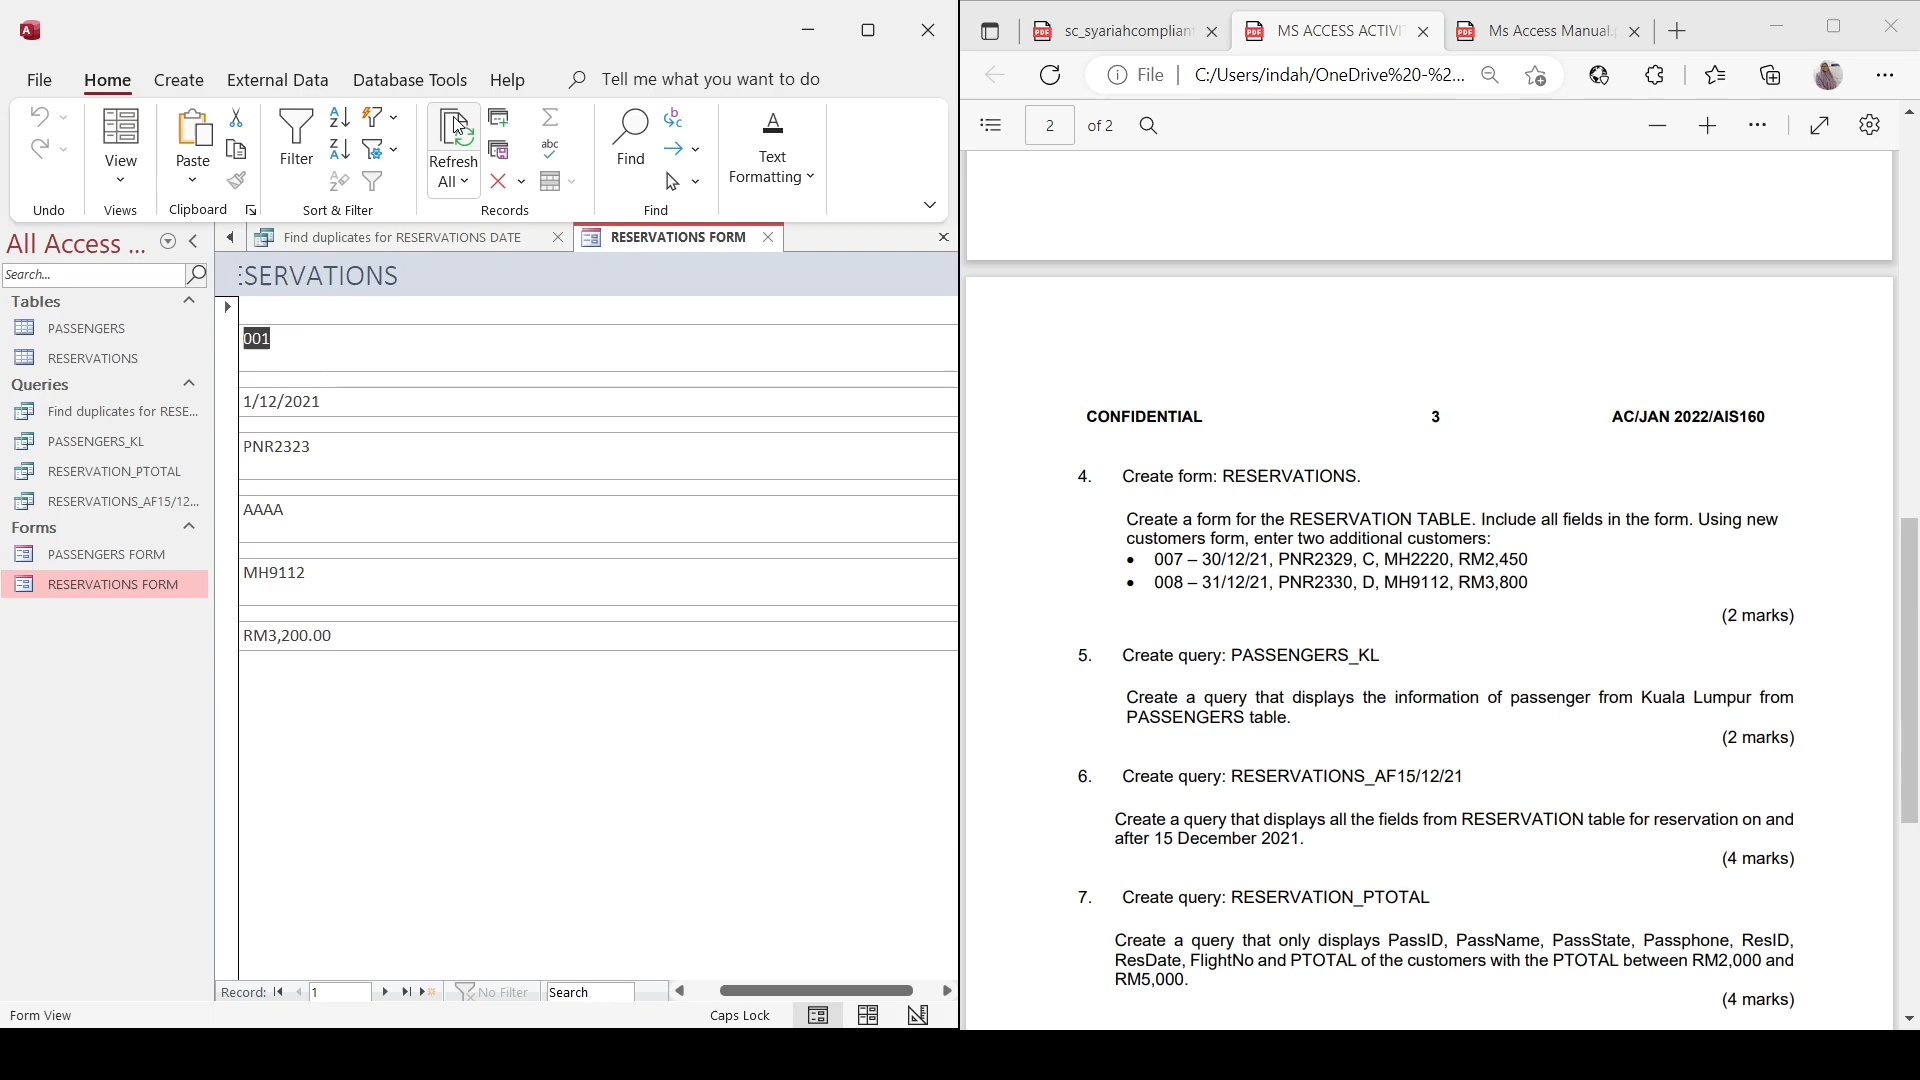 File Home Create External Data Database Tools Help Tell me what you want to do
View
Views
Undo
Paste
Clipboard
Filter
Sort & Filter
Refresh
All
Records
Find
Find
Text
Formatting
All Access ...
Search...
Tables
PASSENGERS
RESERVATIONS
Queries
Find duplicates for RESE...
PASSENGERS_KL
RESERVATION_PTOTAL
RESERVATIONS_AF15/12...
Forms
PASSENGERS FORM
RESERVATIONS FORM
Find duplicates for RESERVATIONS DATE RESERVATIONS FORM
ESERVATIONS
001
1/12/2021
PNR2323
AAAA
MH9112
RM3,200.00
Record: 1 No Filter Search
Form View Caps Lock
sc_syariahcomplian MS ACCESS ACTIVI Ms Access Manual.
File C:/Users/indah/OneDrive%20-%2...
2 of 2
CONFIDENTIAL 3 AC/JAN 2022/AIS160
4. Create form: RESERVATIONS.
Create a form for the RESERVATION TABLE. Include all fields in the form. Using new
customers form, enter two additional customers:
• 007 – 30/12/21, PNR2329, C, MH2220, RM2,450
• 008 – 31/12/21, PNR2330, D, MH9112, RM3,800
(2 marks)
5. Create query: PASSENGERS_KL
Create a query that displays the information of passenger from Kuala Lumpur from
PASSENGERS table.
(2 marks)
6. Create query: RESERVATIONS_AF15/12/21
Create a query that displays all the fields from RESERVATION table for reservation on and
after 15 December 2021.
(4 marks)
7. Create query: RESERVATION_PTOTAL
Create a query that only displays PassID, PassName, PassState, Passphone, ResID,
ResDate, FlightNo and PTOTAL of the customers with the PTOTAL between RM2,000 and
RM5,000.
(4 marks)